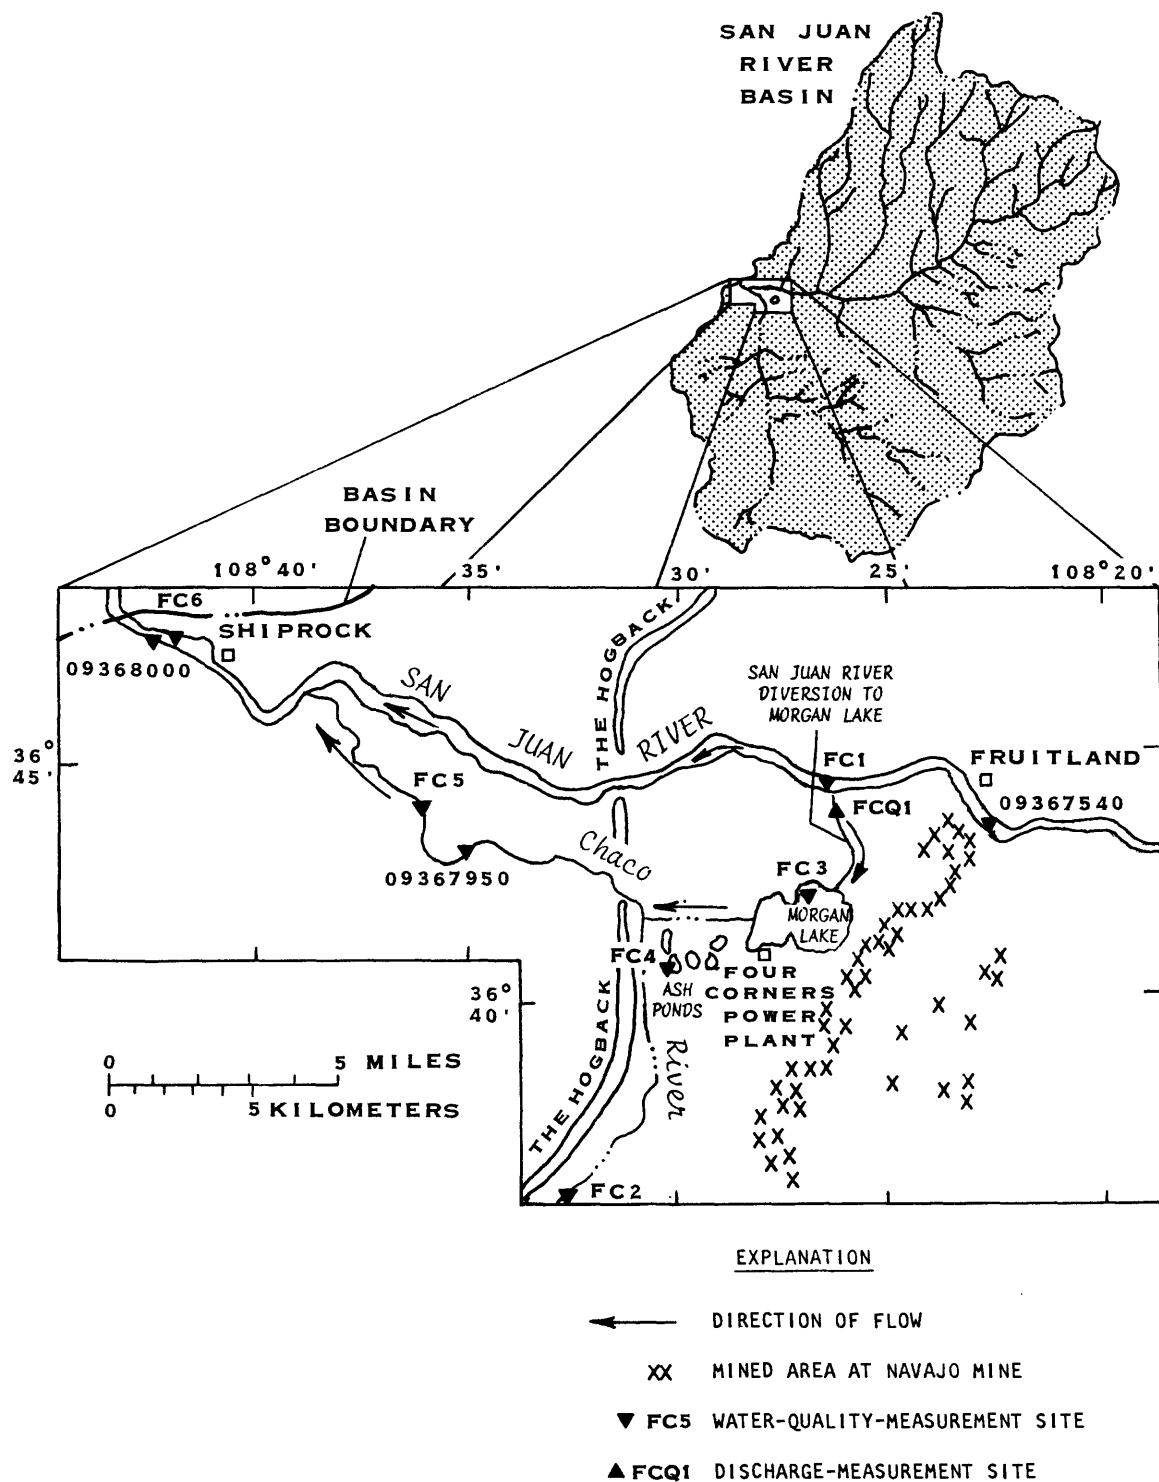 SAN JUAN
RIVER
BASIN
BASIN
BOUNDARY
108° 40'
35'
30'
25'
108° 20'
FC6
SHIPROCK
09368000
THE HOGBACK
SAN
JUAN
RIVER
SAN JUAN RIVER
DIVERSION TO
MORGAN LAKE
36°
45'
FC5
FC1
FRUITLAND
09367540
FCQ1
Chaco
09367950
FC3
MORGAN
LAKE
FC4
ASH
PONDS
FOUR
CORNERS
POWER
PLANT
36°
40'
THE HOGBACK
River
0 5 MILES
0 5 KILOMETERS
FC2
EXPLANATION
DIRECTION OF FLOW
XX MINED AREA AT NAVAJO MINE
FC5 WATER-QUALITY-MEASUREMENT SITE
FCQ1 DISCHARGE-MEASUREMENT SITE